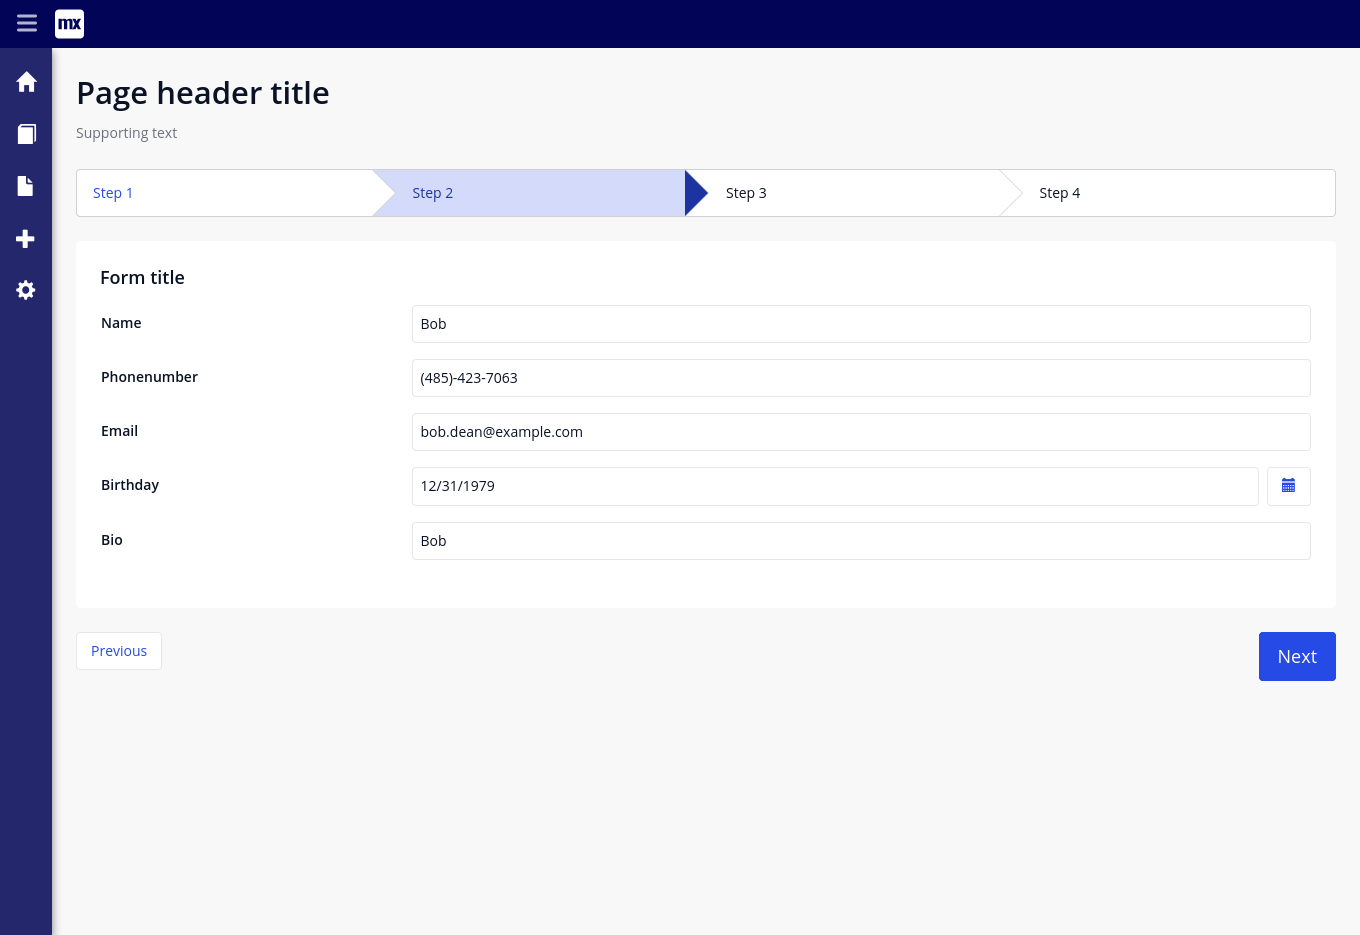 mx
Page header title
Supporting text
Step 1 Step 2 Step 3 Step 4
Form title
Name Bob
Phonenumber (485)-423-7063
Email bob.dean@example.com
Birthday 12/31/1979
Bio Bob
Previous Next